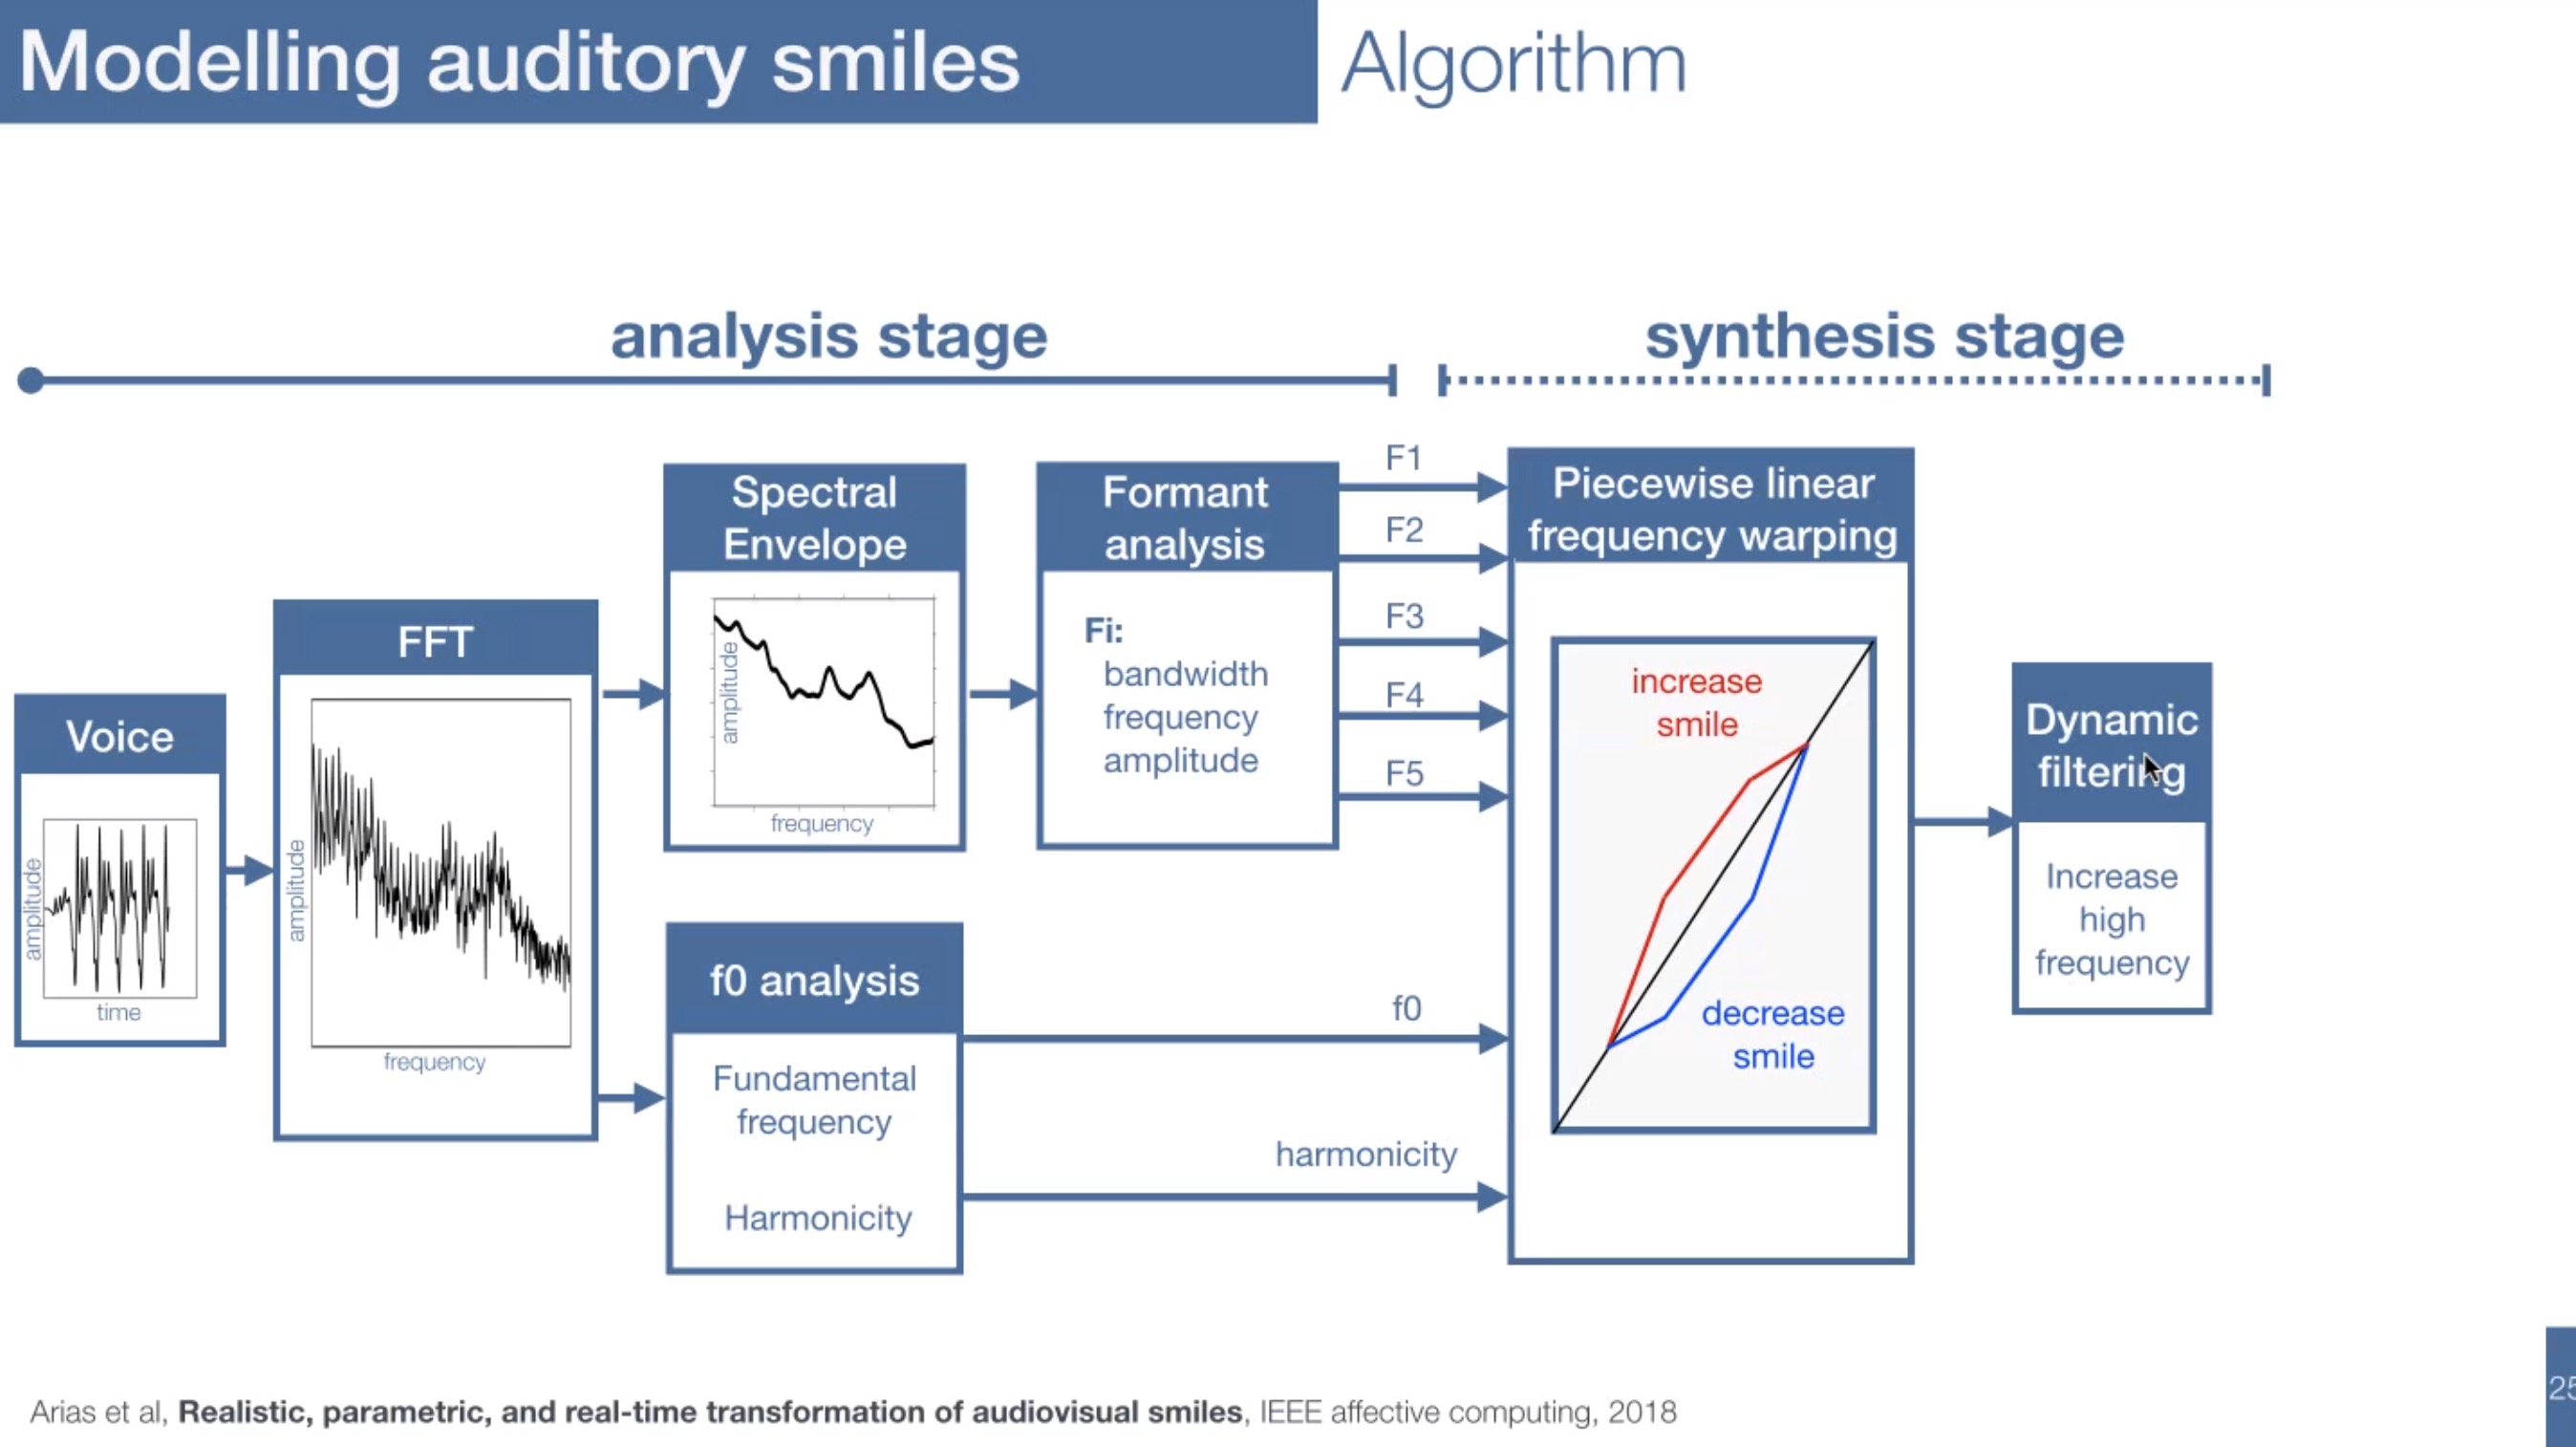 Modelling auditory smiles
Algorithm
analysis stage
synthesis stage
Voice
amplitude
time
FFT
amplitude
frequency
Spectral
Envelope
amplitude
frequency
Formant
analysis
Fi:
bandwidth
frequency
amplitude
f0 analysis
Fundamental
frequency
Harmonicity
F1
F2
F3
F4
F5
f0
harmonicity
Piecewise linear
frequency warping
increase
smile
decrease
smile
Dynamic
filtering
Increase
high
frequency
Arias et al, Realistic, parametric, and real-time transformation of audiovisual smiles, IEEE affective computing, 2018
25